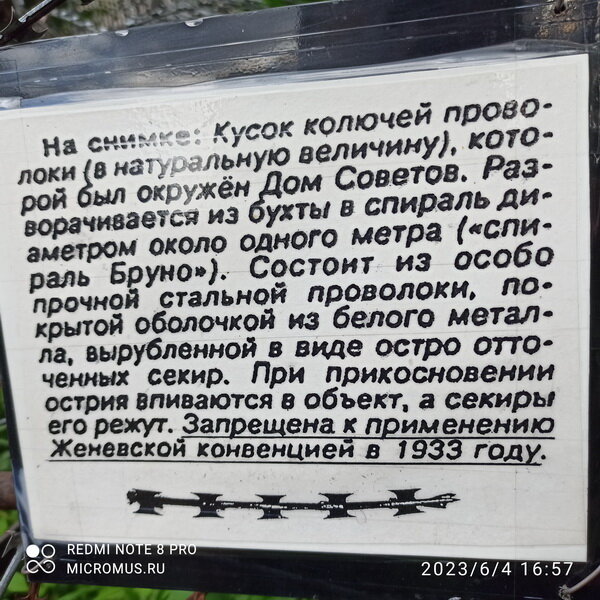 На снимке: Кусок колючей прово-
локи (в натуральную величину), кото-
рой был окружён Дом Советов. Раз-
ворачивается из бухты в спираль ди-
аметром около одного метра («спи-
раль Бруно»). Состоит из особо
прочной стальной проволоки, по-
крытой оболочкой из белого метал-
ла, вырубленной в виде остро отто-
ченных секир. При прикосновении
острия впиваются в объект, а секиры
его режут. Запрещена к применению
Женевской конвенцией в 1933 году.
REDMI NOTE 8 PRO
MICROMUS.RU
2023/6/4 16:57